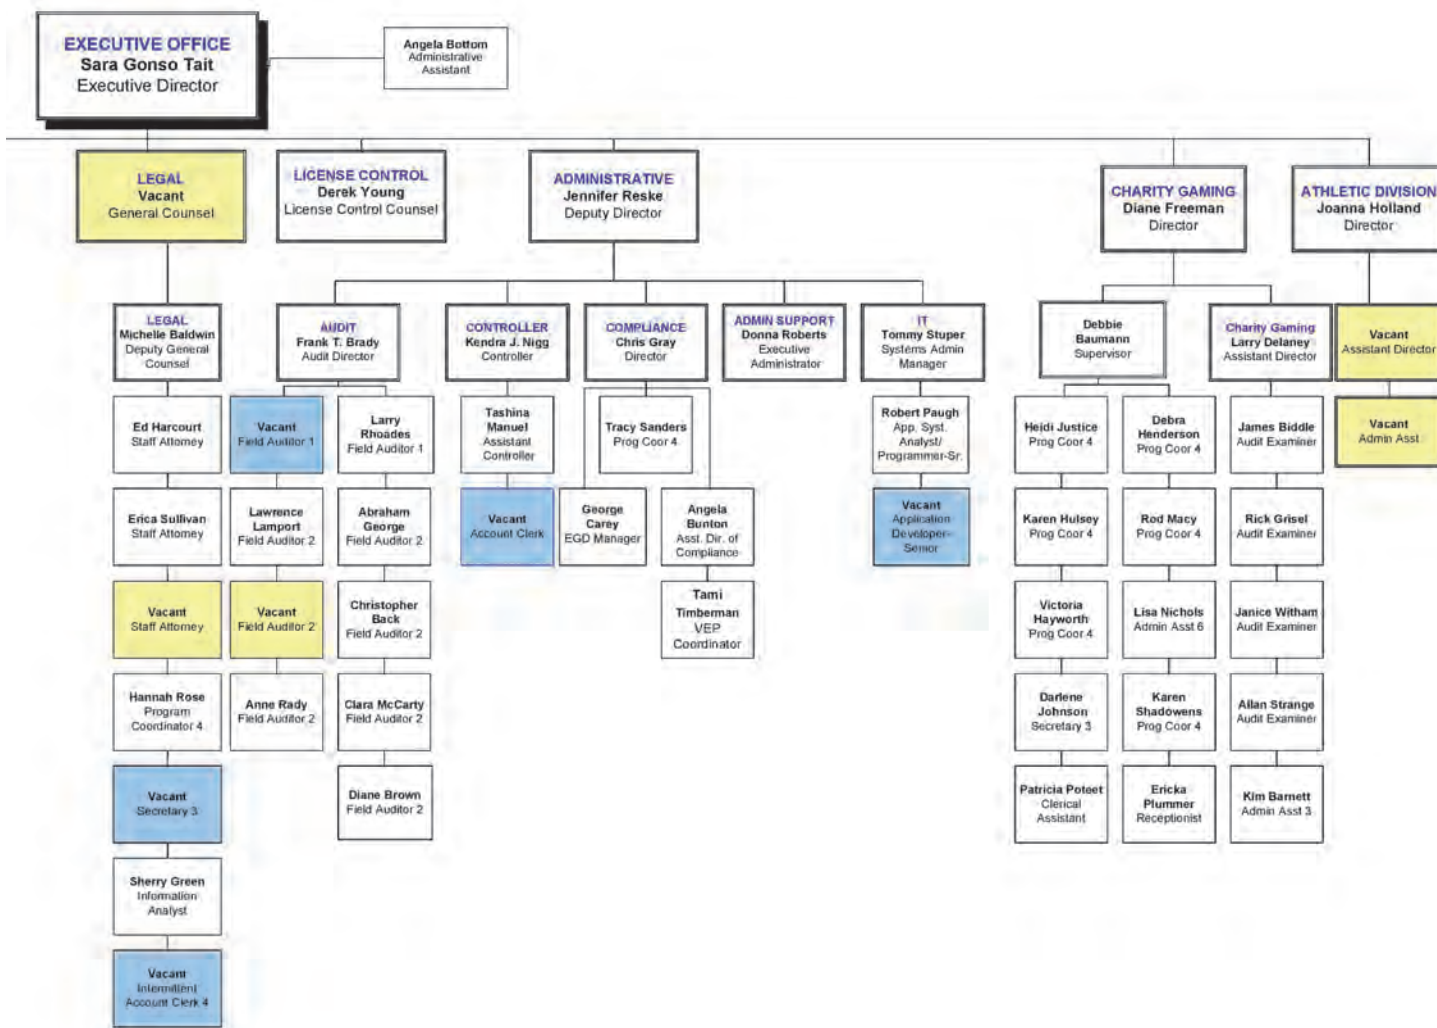 EXECUTIVE OFFICE
Sara Gonso Tait
Executive Director
Angela Bottom
Administrative
Assistant
LEGAL
Vacant
General Counsel
LICENSE CONTROL
Derek Young
License Control Counsel
ADMINISTRATIVE
Jennifer Reske
Deputy Director
CHARITY GAMING
Diane Freeman
Director
ATHLETIC DIVISION
Joanna Holland
Director
LEGAL
Michelle Baldwin
Deputy General
Counsel
AUDIT
Frank T. Brady
Audit Director
CONTROLLER
Kendra J. Nigg
Controller
COMPLIANCE
Chris Gray
Director
ADMIN SUPPORT
Donna Roberts
Executive
Administrator
IT
Tommy Stuper
Systems Admin
Manager
Debbie
Baumann
Supervisor
Charity Gaming
Larry Delaney
Assistant Director
Vacant
Assistant Director
Ed Harcourt
Staff Attorney
Vacant
Field Auditor 1
Larry
Rhoades
Field Auditor 1
Tashina
Manuel
Assistant
Controller
Tracy Sanders
Prog Coor 4
Robert Paugh
App. Syst.
Analyst/
Programmer-Sr.
Heidi Justice
Prog Coor 4
Debra
Henderson
Prog Coor 4
James Biddle
Audit Examiner
Vacant
Admin Asst
Erica Sullivan
Staff Attorney
Lawrence
Lamport
Field Auditor 2
Abraham
George
Field Auditor 2
Vacant
Account Clerk
George
Carey
EGD Manager
Angela
Bunton
Asst. Dir. of
Compliance
Vacant
Application
Developer-
Senior
Karen Hulsey
Prog Coor 4
Rod Macy
Prog Coor 4
Rick Grisel
Audit Examiner
Vacant
Staff Attorney
Vacant
Field Auditor 2
Christopher
Back
Field Auditor 2
Tami
Timberman
VEP
Coordinator
Victoria
Hayworth
Prog Coor 4
Lisa Nichols
Admin Asst 6
Janice Witham
Audit Examiner
Hannah Rose
Program
Coordinator 4
Anne Rady
Field Auditor 2
Clara McCarty
Field Auditor 2
Darlene
Johnson
Secretary 3
Karen
Shadowens
Prog Coor 4
Allan Strange
Audit Examiner
Vacant
Secretary 3
Diane Brown
Field Auditor 2
Patricia Poteet
Clerical
Assistant
Ericka
Plummer
Receptionist
Kim Barnett
Admin Asst 3
Sherry Green
Information
Analyst
Vacant
Intermittent
Account Clerk 4